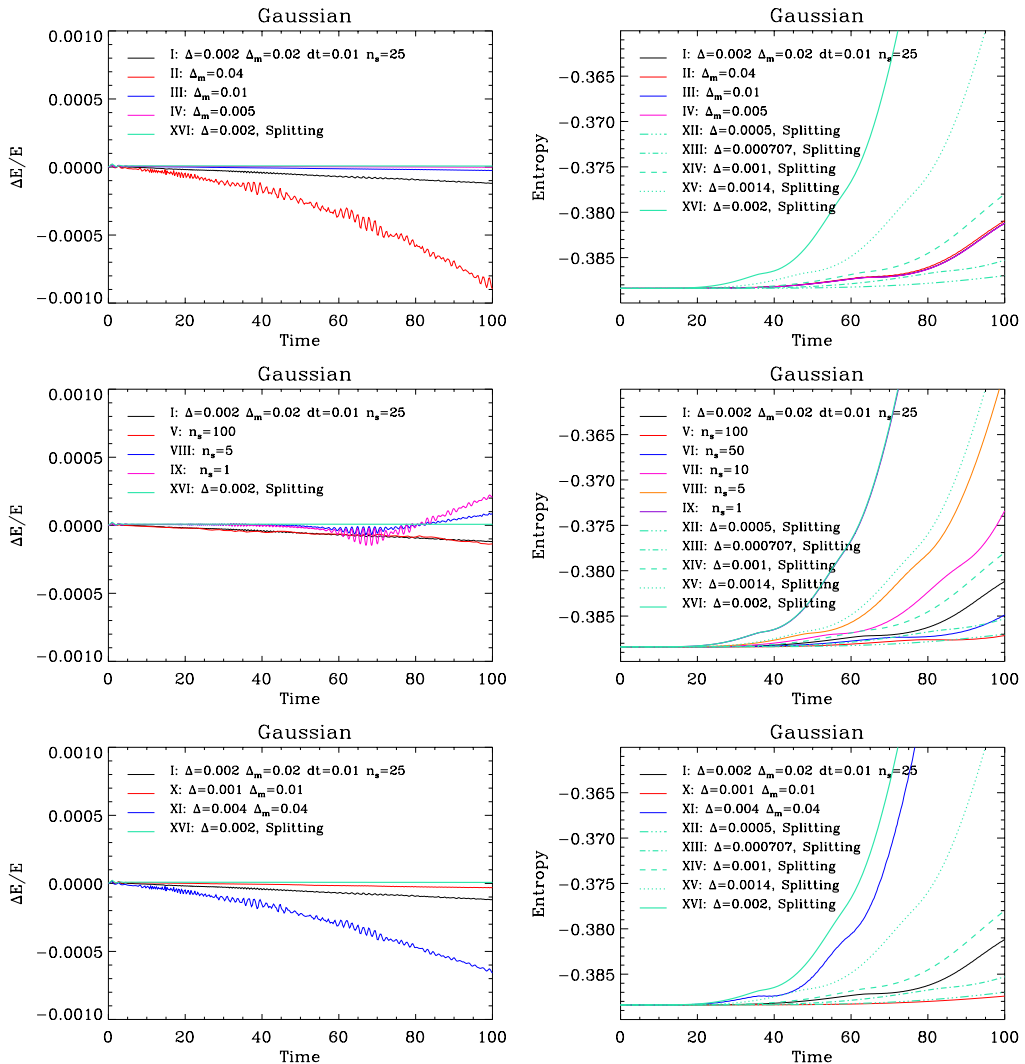 Gaussian
0.0010
0.0005
0.0000
−0.0005
−0.0010
ΔE/E
I: Δ=0.002 Δm=0.02 dt=0.01 ns=25
II: Δm=0.04
III: Δm=0.01
IV: Δm=0.005
XVI: Δ=0.002, Splitting
0 20 40 60 80 100
Time
Gaussian
−0.365
−0.370
−0.375
−0.380
−0.385
Entropy
I: Δ=0.002 Δm=0.02 dt=0.01 ns=25
II: Δm=0.04
III: Δm=0.01
IV: Δm=0.005
XII: Δ=0.0005, Splitting
XIII: Δ=0.000707, Splitting
XIV: Δ=0.001, Splitting
XV: Δ=0.0014, Splitting
XVI: Δ=0.002, Splitting
0 20 40 60 80 100
Time
Gaussian
0.0010
0.0005
0.0000
−0.0005
−0.0010
ΔE/E
I: Δ=0.002 Δm=0.02 dt=0.01 ns=25
V: ns=100
VIII: ns=5
IX: ns=1
XVI: Δ=0.002, Splitting
0 20 40 60 80 100
Time
Gaussian
−0.365
−0.370
−0.375
−0.380
−0.385
Entropy
I: Δ=0.002 Δm=0.02 dt=0.01 ns=25
V: ns=100
VI: ns=50
VII: ns=10
VIII: ns=5
IX: ns=1
XII: Δ=0.0005, Splitting
XIII: Δ=0.000707, Splitting
XIV: Δ=0.001, Splitting
XV: Δ=0.0014, Splitting
XVI: Δ=0.002, Splitting
0 20 40 60 80 100
Time
Gaussian
0.0010
0.0005
0.0000
−0.0005
−0.0010
ΔE/E
I: Δ=0.002 Δm=0.02 dt=0.01 ns=25
X: Δ=0.001 Δm=0.01
XI: Δ=0.004 Δm=0.04
XVI: Δ=0.002, Splitting
0 20 40 60 80 100
Time
Gaussian
−0.365
−0.370
−0.375
−0.380
−0.385
Entropy
I: Δ=0.002 Δm=0.02 dt=0.01 ns=25
X: Δ=0.001 Δm=0.01
XI: Δ=0.004 Δm=0.04
XII: Δ=0.0005, Splitting
XIII: Δ=0.000707, Splitting
XIV: Δ=0.001, Splitting
XV: Δ=0.0014, Splitting
XVI: Δ=0.002, Splitting
0 20 40 60 80 100
Time